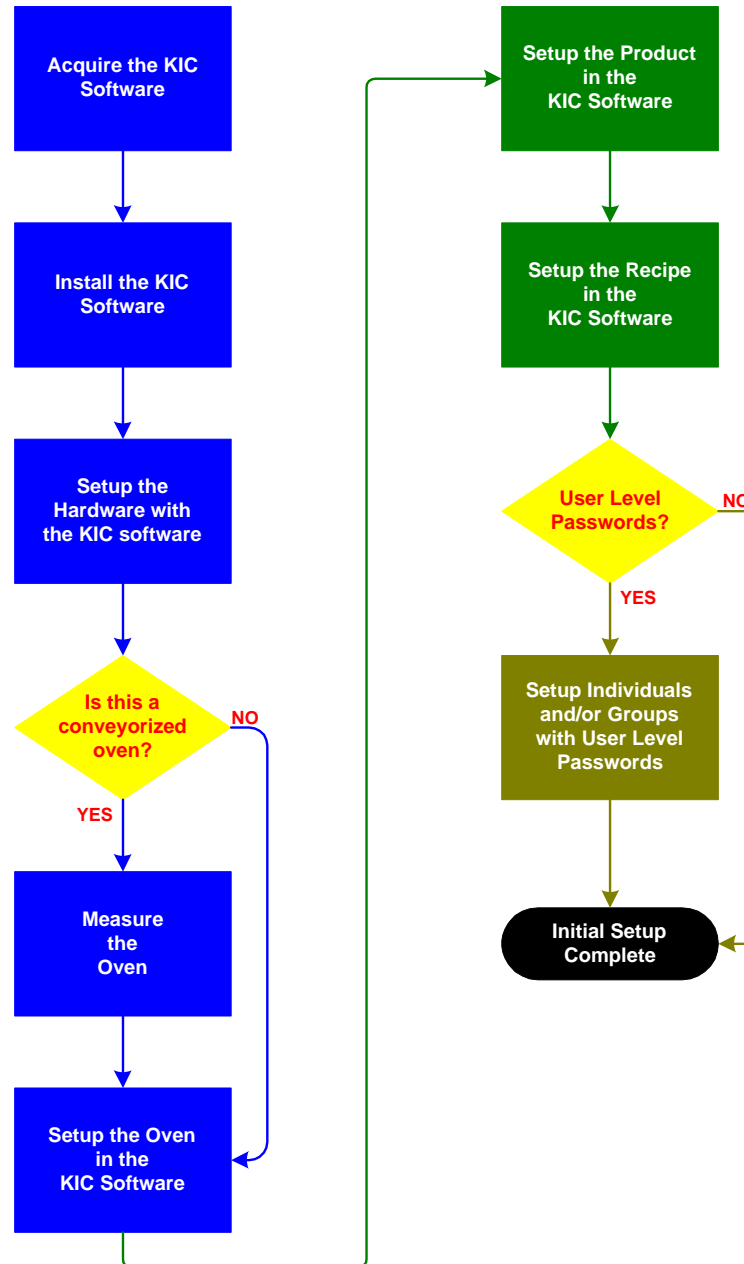 Acquire the KIC
Software
Install the KIC
Software
Setup the
Hardware with
the KIC software
Is this a
conveyorized
oven?
NO
YES
Measure
the
Oven
Setup the Oven
in the
KIC Software
Setup the Product
in the
KIC Software
Setup the Recipe
in the
KIC Software
User Level
Passwords?
NO
YES
Setup Individuals
and/or Groups
with User Level
Passwords
Initial Setup
Complete